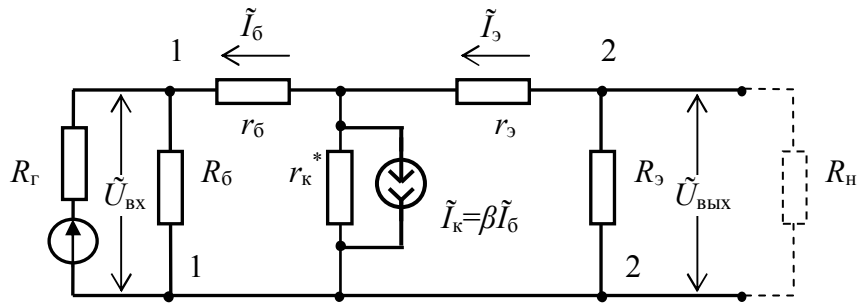 1 Ĩб Ĩэ 2
rб rэ
Rг Ũвх Rб rк* Rэ Ũвых Rн
Ĩк=βĨб
1 2